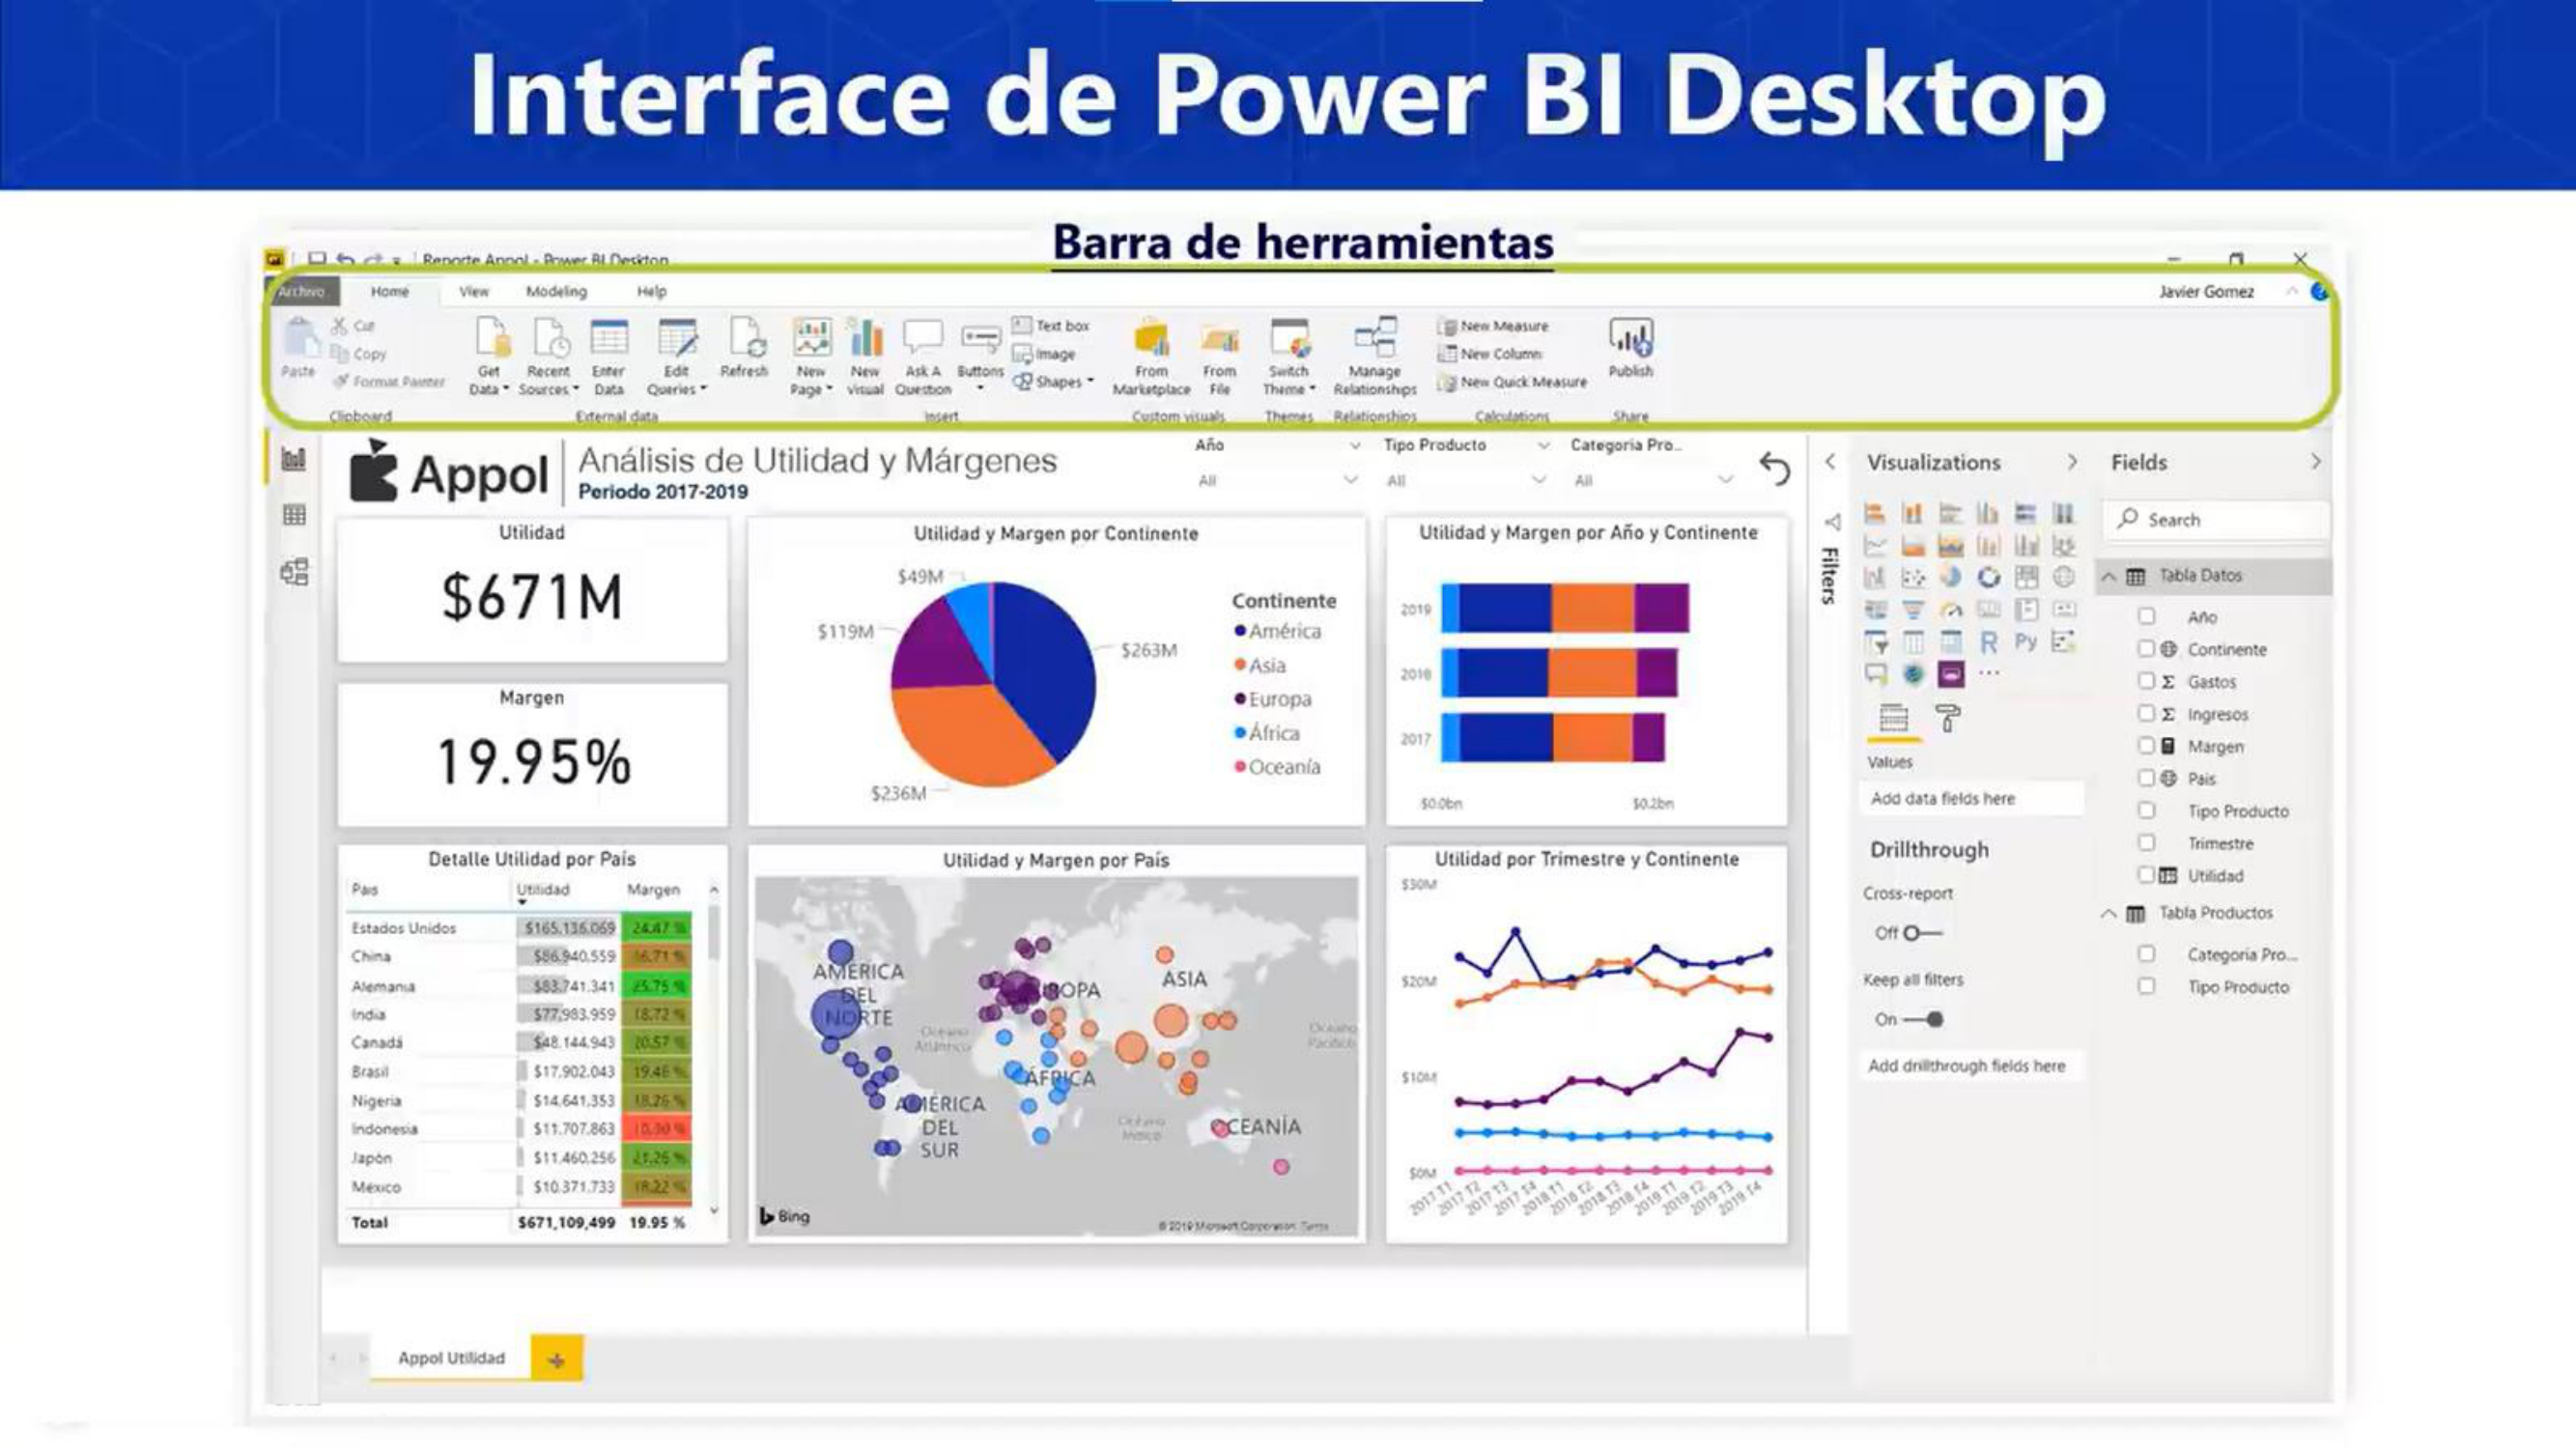 Interface de Power BI Desktop
Barra de herramientas
Reporte Appol - Power BI Desktop
Archivo Home View Modeling Help Javier Gomez
Paste
Cut
Copy
Format Painter
Clipboard
Get Data
Recent Sources
Enter Data
Edit Queries
Refresh
External data
New Page
New visual
Ask A Question
Buttons
Text box
Image
Shapes
Insert
From Marketplace
From File
Custom visuals
Switch Theme
Themes
Manage Relationships
Relationships
New Measure
New Column
New Quick Measure
Calculations
Publish
Share
Appol
Análisis de Utilidad y Márgenes
Periodo 2017-2019
Año
All
Tipo Producto
All
Categoria Pro...
All
Utilidad
$671M
Margen
19.95%
Utilidad y Margen por Continente
$49M
$119M
$263M
$236M
Continente
América
Asia
Europa
África
Oceanía
Utilidad y Margen por Año y Continente
2019
2018
2017
$0.0bn $0.2bn
Detalle Utilidad por País
País Utilidad Margen
Estados Unidos $165,136,069 24.47 %
China $86,940,559 16.71 %
Alemania $83,741,341 25.75 %
India $77,983,959 18.72 %
Canadá $48,144,943 20.57 %
Brasil $17,902,043 19.46 %
Nigeria $14,641,353 18.26 %
Indonesia $11,707,863
Japón $11,460,256 21.26 %
México $10,371,733 18.22 %
Total $671,109,499 19.95 %
Utilidad y Margen por País
AMÉRICA
DEL
NORTE
ROPA
ASIA
Océano
Atlántico
Océano
Pacífico
ÁFRICA
AMÉRICA
DEL
SUR
Océano
Índico
OCEANÍA
Bing
© 2019 Microsoft Corporation Terms
Utilidad por Trimestre y Continente
$30M
$20M
$10M
$0M
2017 T1 2017 T2 2017 T3 2017 T4 2018 T1 2018 T2 2018 T3 2018 T4 2019 T1 2019 T2 2019 T3 2019 T4
Filters
Visualizations
R Py
Values
Add data fields here
Drillthrough
Cross-report
Off
Keep all filters
On
Add drillthrough fields here
Fields
Search
Tabla Datos
Año
Continente
Gastos
Ingresos
Margen
País
Tipo Producto
Trimestre
Utilidad
Tabla Productos
Categoria Pro...
Tipo Producto
Appol Utilidad